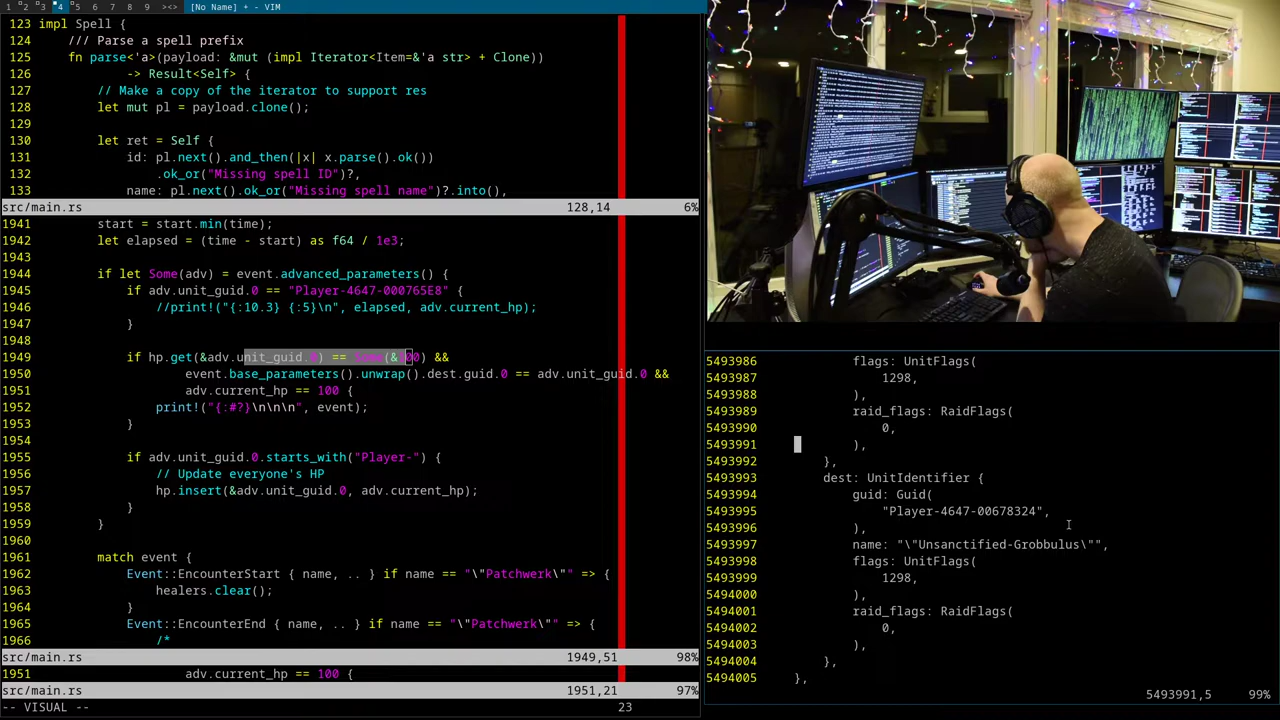 1 2 3 4 5 6 7 8 9 ><> [No Name] + - VIM
123 impl Spell {
124 /// Parse a spell prefix
125 fn parse<'a>(payload: &mut (impl Iterator<Item=&'a str> + Clone))
126 -> Result<Self> {
127 // Make a copy of the iterator to support res
128 let mut pl = payload.clone();
129
130 let ret = Self {
131 id: pl.next().and_then(|x| x.parse().ok())
132 .ok_or("Missing spell ID")?,
133 name: pl.next().ok_or("Missing spell name")?.into(),
src/main.rs 128,14 6%
1941 start = start.min(time);
1942 let elapsed = (time - start) as f64 / 1e3;
1943
1944 if let Some(adv) = event.advanced_parameters() {
1945 if adv.unit_guid.0 == "Player-4647-000765E8" {
1946 //print!("{:10.3} {:5}\n", elapsed, adv.current_hp);
1947 }
1948
1949 if hp.get(&adv.unit_guid.0) == Some(&100) &&
1950 event.base_parameters().unwrap().dest.guid.0 == adv.unit_guid.0 &&
1951 adv.current_hp == 100 {
1952 print!("{:#?}\n\n\n", event);
1953 }
1954
1955 if adv.unit_guid.0.starts_with("Player-") {
1956 // Update everyone's HP
1957 hp.insert(&adv.unit_guid.0, adv.current_hp);
1958 }
1959 }
1960
1961 match event {
1962 Event::EncounterStart { name, .. } if name == "\"Patchwerk\"" => {
1963 healers.clear();
1964 }
1965 Event::EncounterEnd { name, .. } if name == "\"Patchwerk\"" => {
1966 /*
src/main.rs 1949,51 98%
1951 adv.current_hp == 100 {
src/main.rs 1951,21 97%
-- VISUAL -- 23
5493986 flags: UnitFlags(
5493987 1298,
5493988 ),
5493989 raid_flags: RaidFlags(
5493990 0,
5493991 ),
5493992 },
5493993 dest: UnitIdentifier {
5493994 guid: Guid(
5493995 "Player-4647-00678324",
5493996 ),
5493997 name: "\"Unsanctified-Grobbulus\"",
5493998 flags: UnitFlags(
5493999 1298,
5494000 ),
5494001 raid_flags: RaidFlags(
5494002 0,
5494003 ),
5494004 },
5494005 },
5493991,5 99%